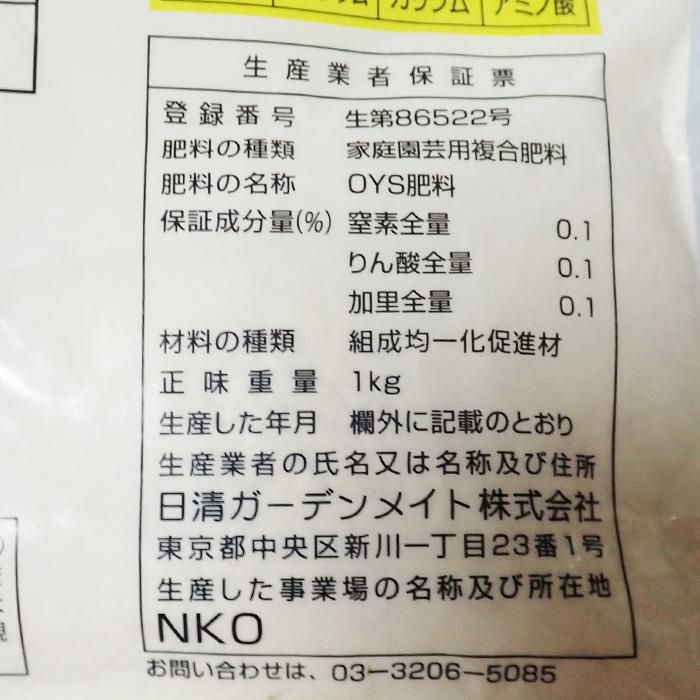 カリウム アミノ酸
生産業者保証票
登録番号 生第86522号
肥料の種類 家庭園芸用複合肥料
肥料の名称 OYS肥料
保証成分量(%) 窒素全量 0.1
りん酸全量 0.1
加里全量 0.1
材料の種類 組成均一化促進材
正味重量 1kg
生産した年月 欄外に記載のとおり
生産業者の氏名又は名称及び住所
日清ガーデンメイト株式会社
東京都中央区新川一丁目23番1号
生産した事業場の名称及び所在地
NKO
お問い合わせは、03-3206-5085